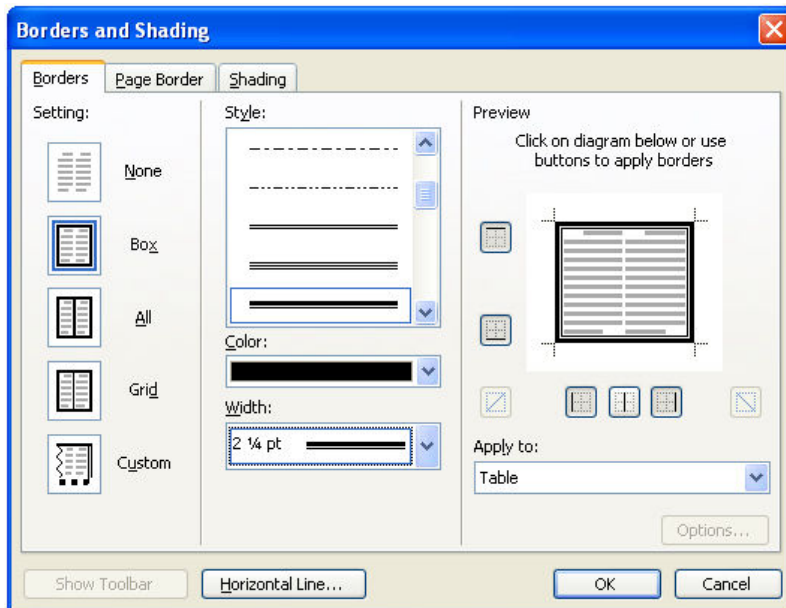 Borders and Shading
Borders
Page Border
Shading
Setting:
None
Box
All
Grid
Custom
Style:
Color:
Width:
2 ¼ pt
Preview
Click on diagram below or use
buttons to apply borders
Apply to:
Table
Options...
Show Toolbar
Horizontal Line...
OK
Cancel